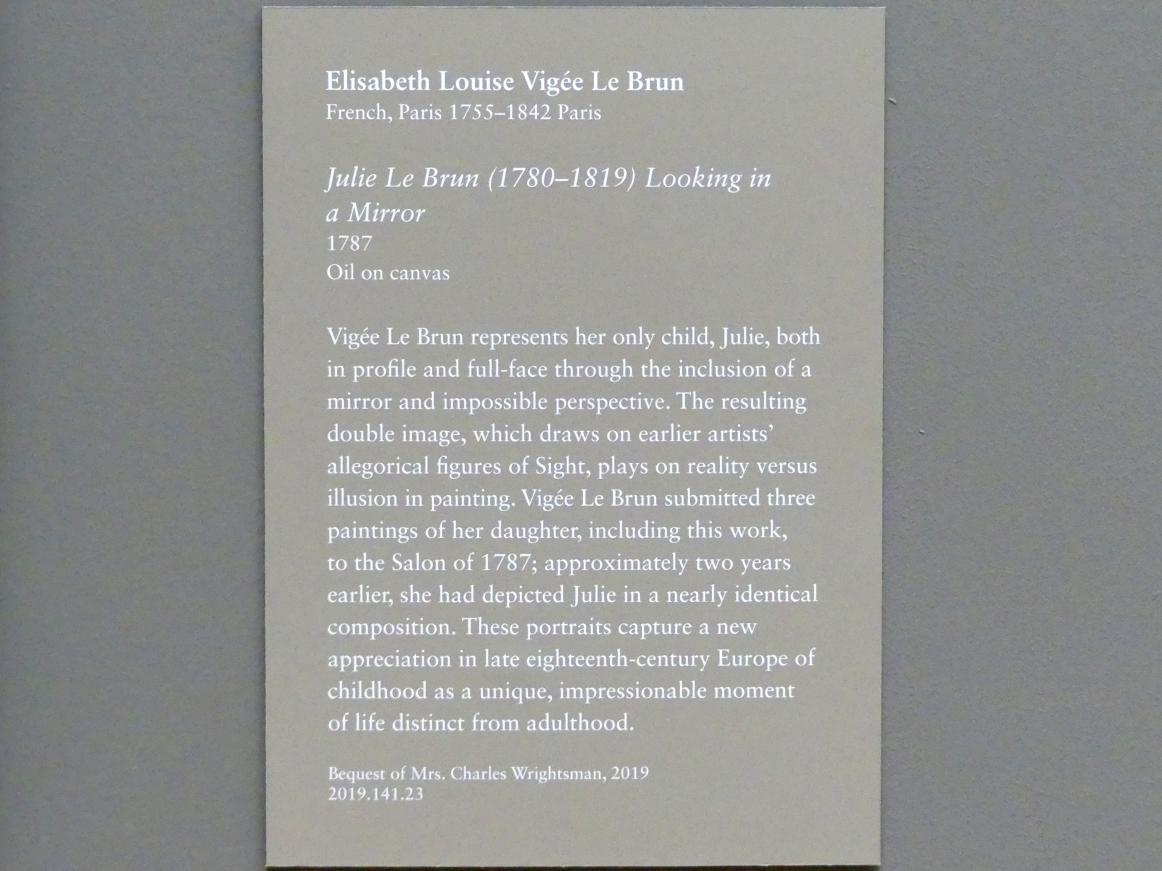 Elisabeth Louise Vigée Le Brun
French, Paris 1755–1842 Paris
Julie Le Brun (1780–1819) Looking in
a Mirror
1787
Oil on canvas
Vigée Le Brun represents her only child, Julie, both
in profile and full-face through the inclusion of a
mirror and impossible perspective. The resulting
double image, which draws on earlier artists’
allegorical figures of Sight, plays on reality versus
illusion in painting. Vigée Le Brun submitted three
paintings of her daughter, including this work,
to the Salon of 1787; approximately two years
earlier, she had depicted Julie in a nearly identical
composition. These portraits capture a new
appreciation in late eighteenth-century Europe of
childhood as a unique, impressionable moment
of life distinct from adulthood.
Bequest of Mrs. Charles Wrightsman, 2019
2019.141.23